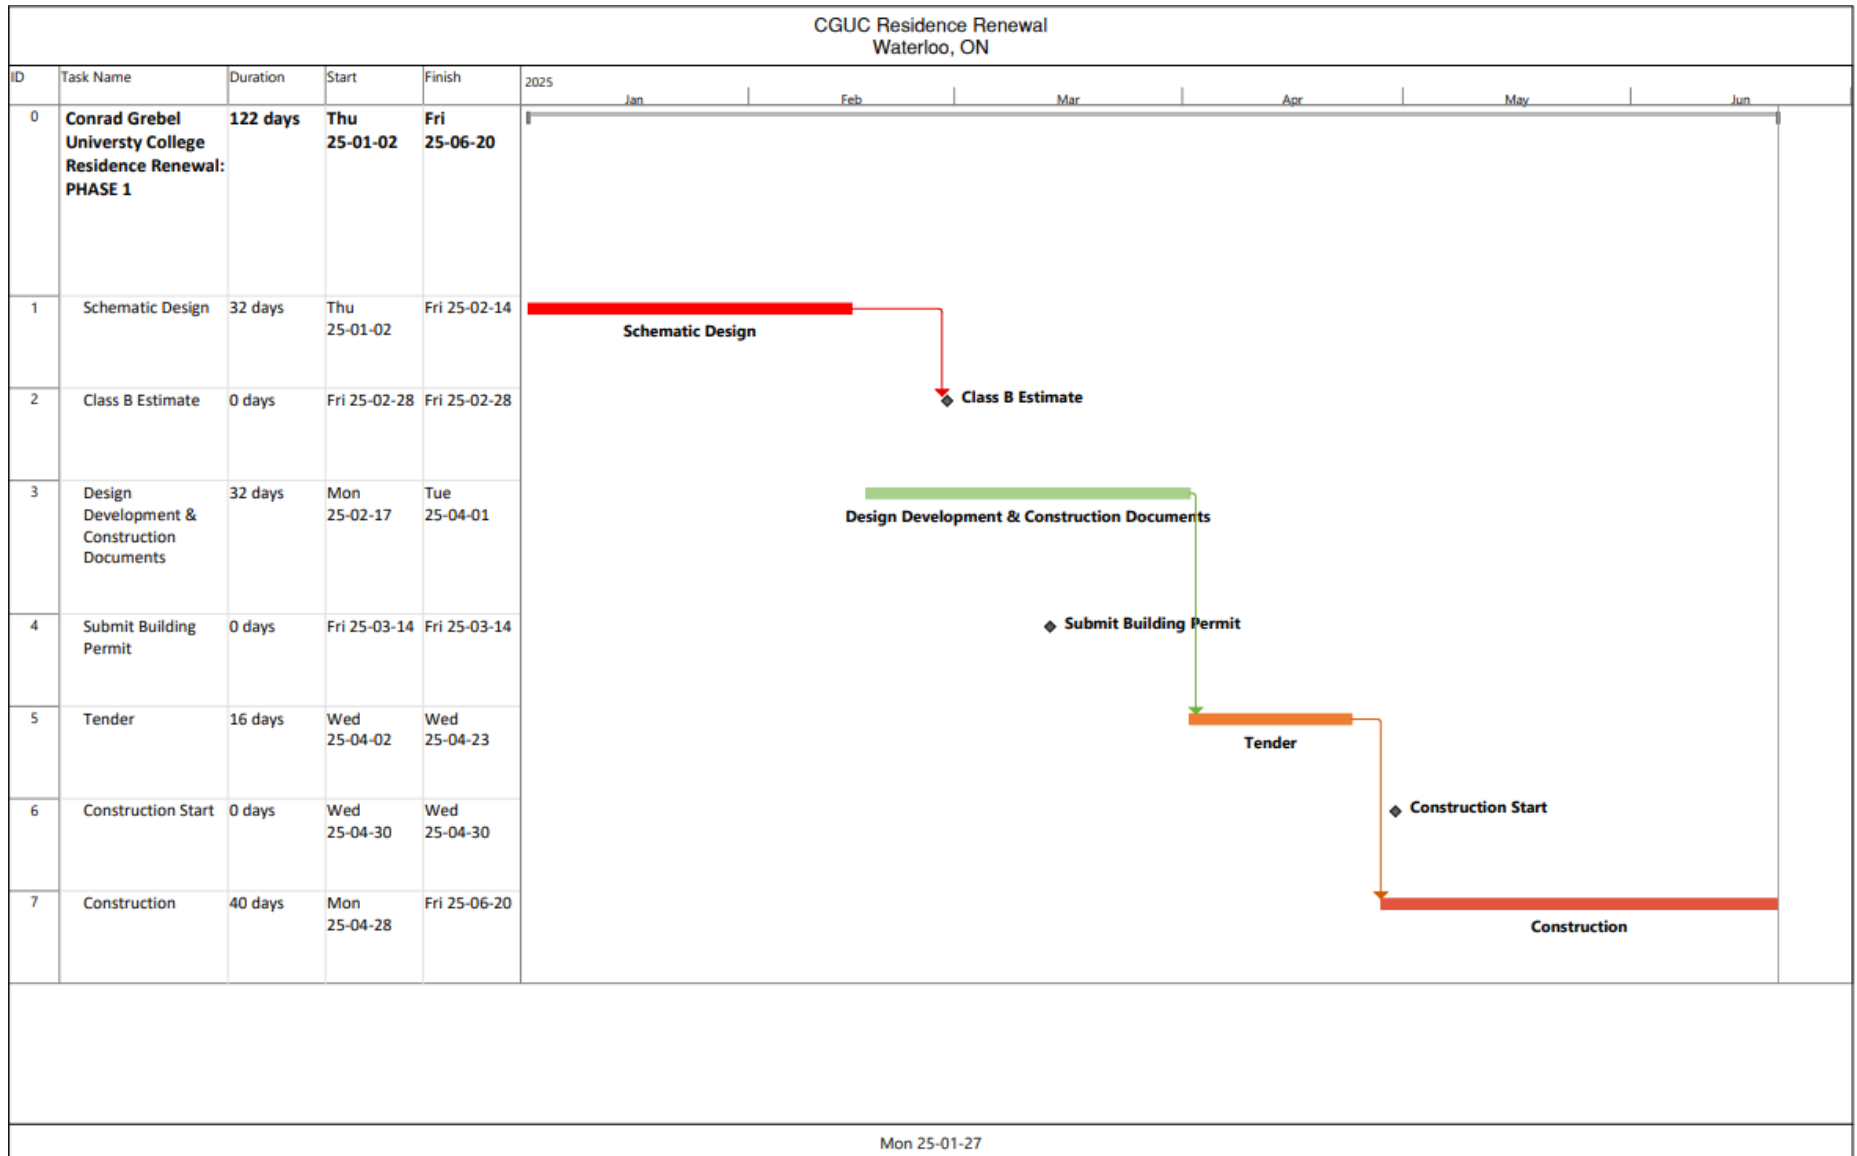 CGUC Residence Renewal
Waterloo, ON
ID Task Name Duration Start Finish 2025
Jan Feb Mar Apr May Jun
0 Conrad Grebel 122 days Thu Fri
Universty College 25-01-02 25-06-20
Residence Renewal:
PHASE 1
1 Schematic Design 32 days Thu Fri 25-02-14
25-01-02
Schematic Design
2 Class B Estimate 0 days Fri 25-02-28 Fri 25-02-28 Class B Estimate
3 Design 32 days Mon Tue
Development & 25-02-17 25-04-01 Design Development & Construction Documents
Construction
Documents
4 Submit Building 0 days Fri 25-03-14 Fri 25-03-14 Submit Building Permit
Permit
5 Tender 16 days Wed Wed
25-04-02 25-04-23 Tender
6 Construction Start 0 days Wed Wed Construction Start
25-04-30 25-04-30
7 Construction 40 days Mon Fri 25-06-20
25-04-28 Construction
Mon 25-01-27